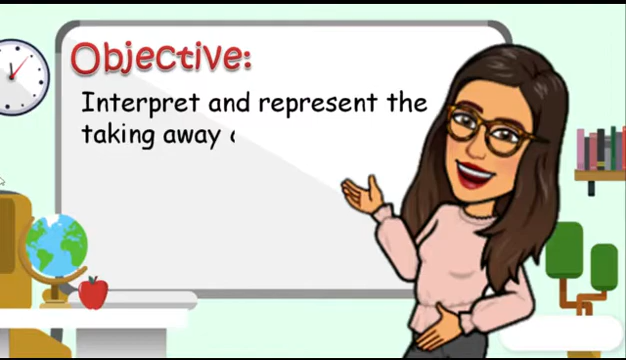 Objective:
Interpret and represent the
taking away